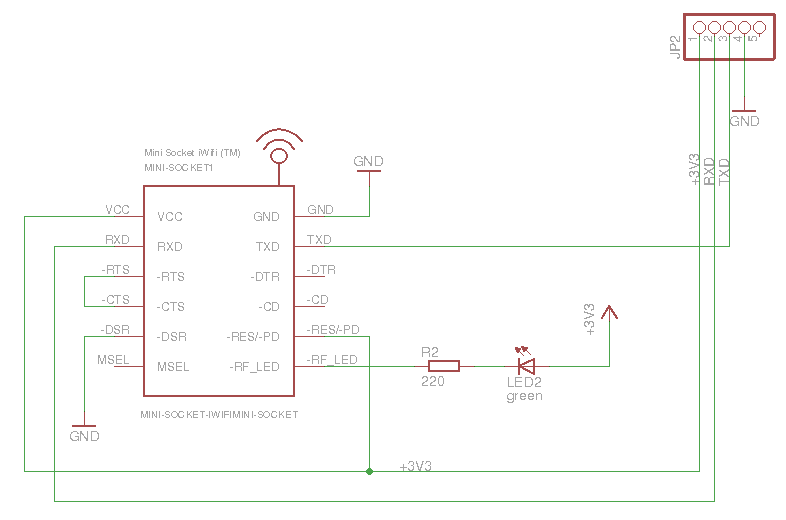 JP2
1
2
3
4
5
GND
+3V3
RXD
TXD
Mini Socket iWifi (TM)
MINI-SOCKET1
GND
VCC
VCC
GND
GND
RXD
RXD
TXD
TXD
-RTS
-RTS
-DTR
-DTR
-CTS
-CTS
-CD
-CD
-DSR
-DSR
-RES/-PD
-RES/-PD
MSEL
MSEL
-RF_LED
-RF_LED
+3V3
R2
220
LED2
green
MINI-SOCKET-IWIFIMINI-SOCKET
GND
+3V3